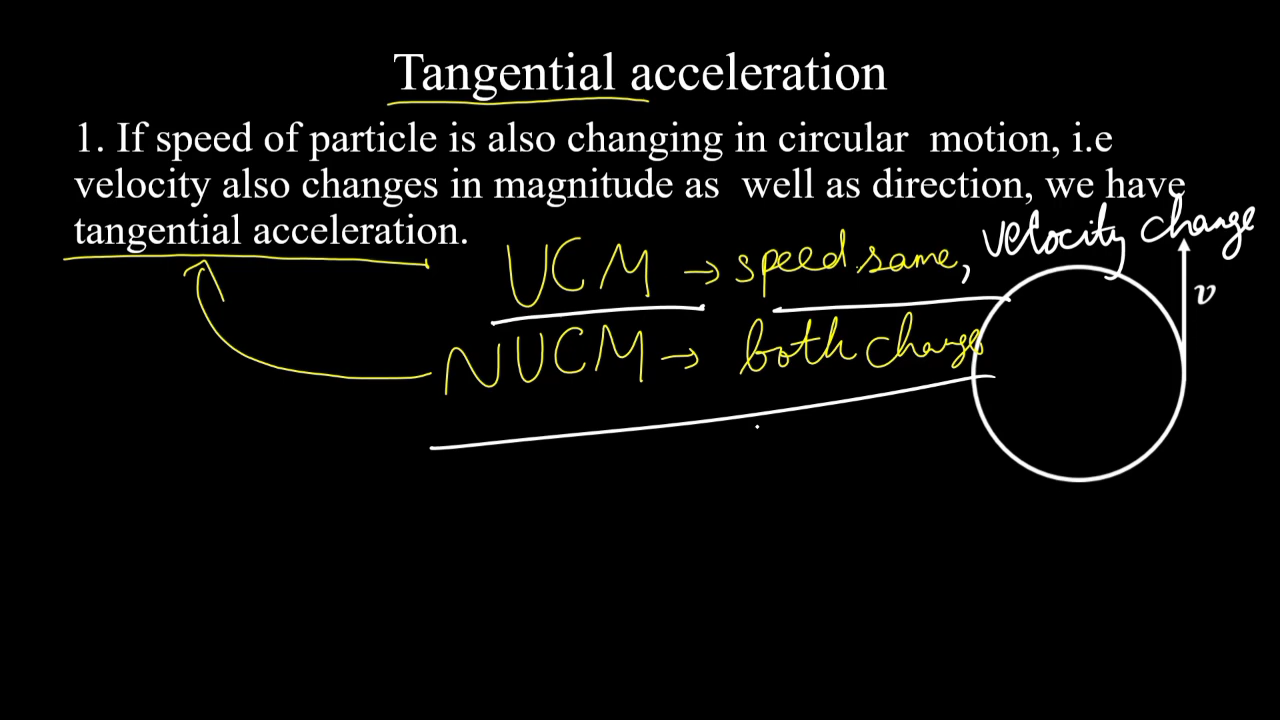 Tangential acceleration
1. If speed of particle is also changing in circular motion, i.e
velocity also changes in magnitude as well as direction, we have
tangential acceleration.
UCM → speed same, velocity change
v
NUCM → both change